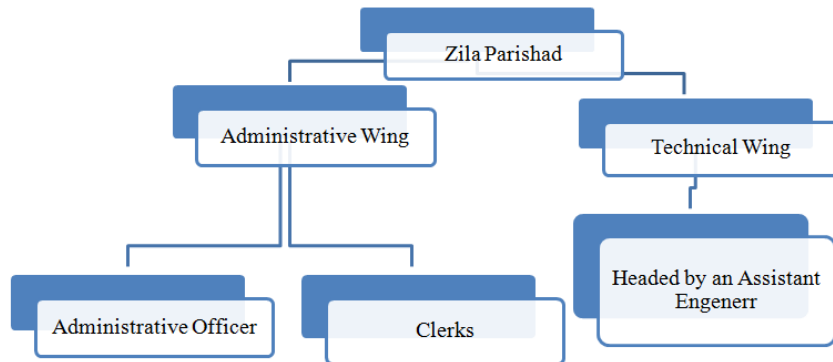 Zila Parishad
Administrative Wing
Technical Wing
Administrative Officer
Clerks
Headed by an Assistant
Engenerr